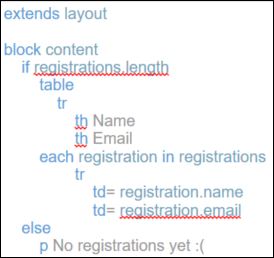 extends layout
block content
if registrations.length
table
tr
th Name
th Email
each registration in registrations
tr
td= registration.name
td= registration.email
else
p No registrations yet :(